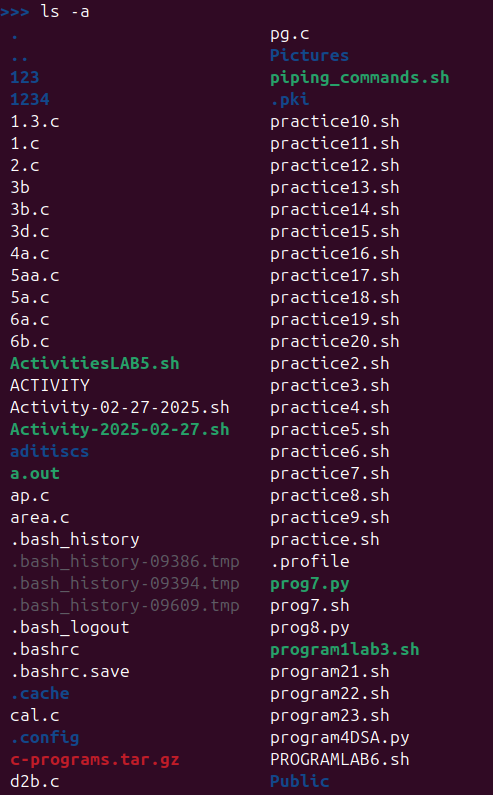 >>> ls -a
.                       pg.c
..                      Pictures
123                     piping_commands.sh
1234                    .pki
1.3.c                   practice10.sh
1.c                     practice11.sh
2.c                     practice12.sh
3b                      practice13.sh
3b.c                    practice14.sh
3d.c                    practice15.sh
4a.c                    practice16.sh
5aa.c                   practice17.sh
5a.c                    practice18.sh
6a.c                    practice19.sh
6b.c                    practice20.sh
ActivitiesLAB5.sh       practice2.sh
ACTIVITY                practice3.sh
Activity-02-27-2025.sh  practice4.sh
Activity-2025-02-27.sh  practice5.sh
aditiscs                practice6.sh
a.out                   practice7.sh
ap.c                    practice8.sh
area.c                  practice9.sh
.bash_history           practice.sh
.bash_history-09386.tmp .profile
.bash_history-09394.tmp prog7.py
.bash_history-09609.tmp prog7.sh
.bash_logout            prog8.py
.bashrc                 program1lab3.sh
.bashrc.save            program21.sh
.cache                  program22.sh
cal.c                   program23.sh
.config                 program4DSA.py
c-programs.tar.gz       PROGRAMLAB6.sh
d2b.c                   Public